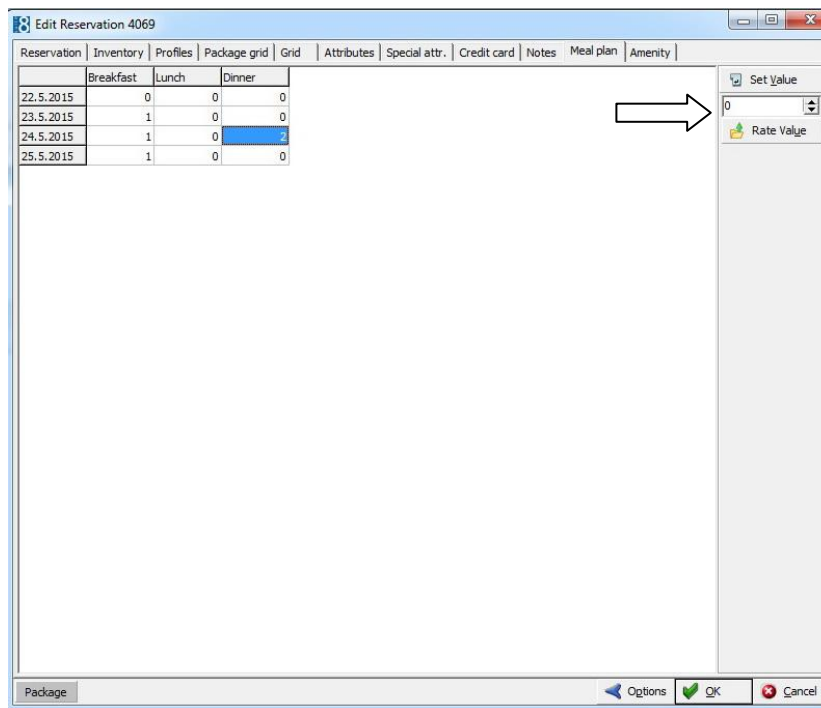 Edit Reservation 4069
Reservation Inventory Profiles Package grid Grid Attributes Special attr. Credit card Notes Meal plan Amenity
Breakfast Lunch Dinner Set Value
22.5.2015 0 0 0 0
23.5.2015 1 0 0 Rate Value
24.5.2015 1 0 2
25.5.2015 1 0 0
Package Options OK Cancel